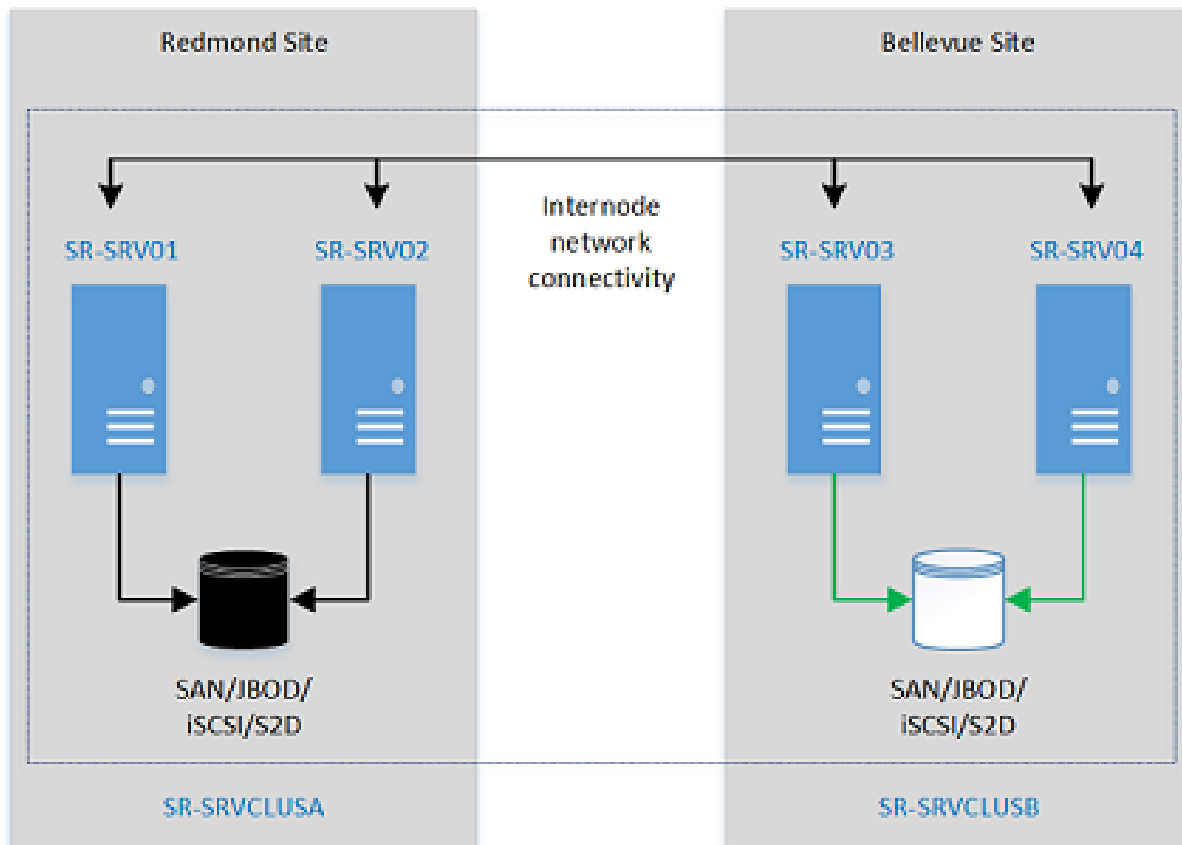 Redmond Site
Bellevue Site
Internode
network
connectivity
SR-SRV01
SR-SRV02
SR-SRV03
SR-SRV04
SAN/JBOD/
iSCSI/S2D
SAN/JBOD/
iSCSI/S2D
SR-SRVCLUSA
SR-SRVCLUSB